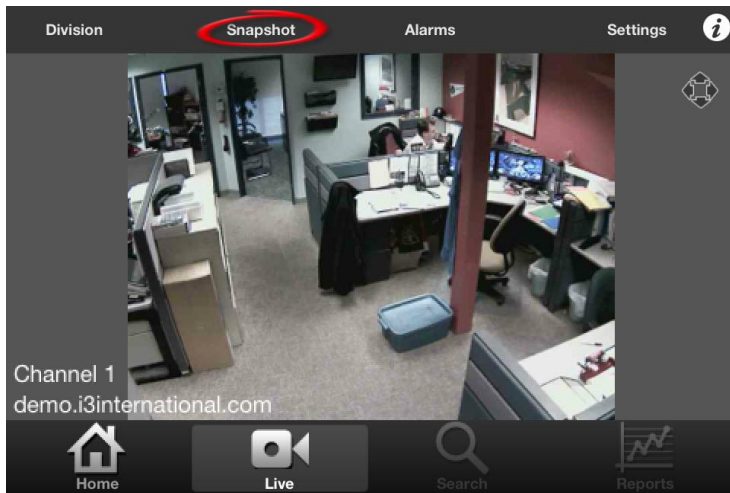 Division Snapshot Alarms Settings i
Channel 1
demo.i3international.com
Home Live Search Reports